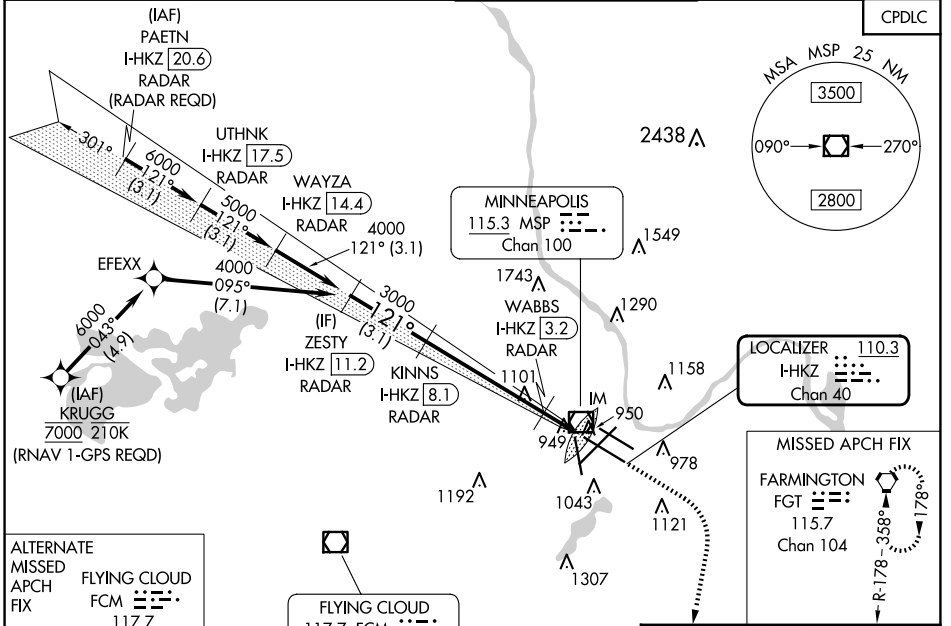 (IAF)
PAETN
I-HKZ 20.6
RADAR
(RADAR REQD)
301°
6000
121°
(3.1)
UTHNK
I-HKZ 17.5
RADAR
5000
121°
(3.1)
WAYZA
I-HKZ 14.4
RADAR
4000
121° (3.1)
EFEXX
4000
095°
(7.1)
6000
043°
(4.9)
(IAF)
KRUGG
7000 210K
(RNAV 1-GPS REQD)
(IF)
ZESTY
I-HKZ 11.2
RADAR
3000
121°
(3.1)
KINNS
I-HKZ 8.1
RADAR
MINNEAPOLIS
115.3 MSP
Chan 100
WABBS
I-HKZ 3.2
RADAR
IM
CPDLC
MSA MSP 25 NM
3500
090°
270°
2800
2438
1549
1743
1290
1158
1101
950
949
978
1192
1043
1121
1307
LOCALIZER 110.3
I-HKZ
Chan 40
MISSED APCH FIX
FARMINGTON
FGT
115.7
Chan 104
R-178
358°
178°
ALTERNATE
MISSED
APCH
FIX
FLYING CLOUD
FCM
117.7
FLYING CLOUD
117.7 FCM